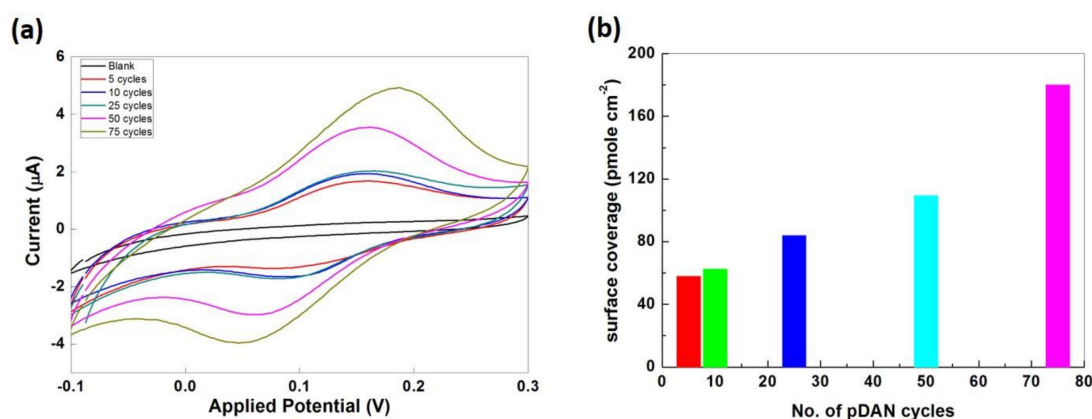 (a)
6
4
2
0
-2
-4
Current (μA)
Blank
5 cycles
10 cycles
25 cycles
50 cycles
75 cycles
-0.1 0.0 0.1 0.2 0.3
Applied Potential (V)
(b)
180
160
120
80
60
0
surface coverage (pmole cm-2)
0 10 20 30 40 50 60 70 80
No. of pDAN cycles